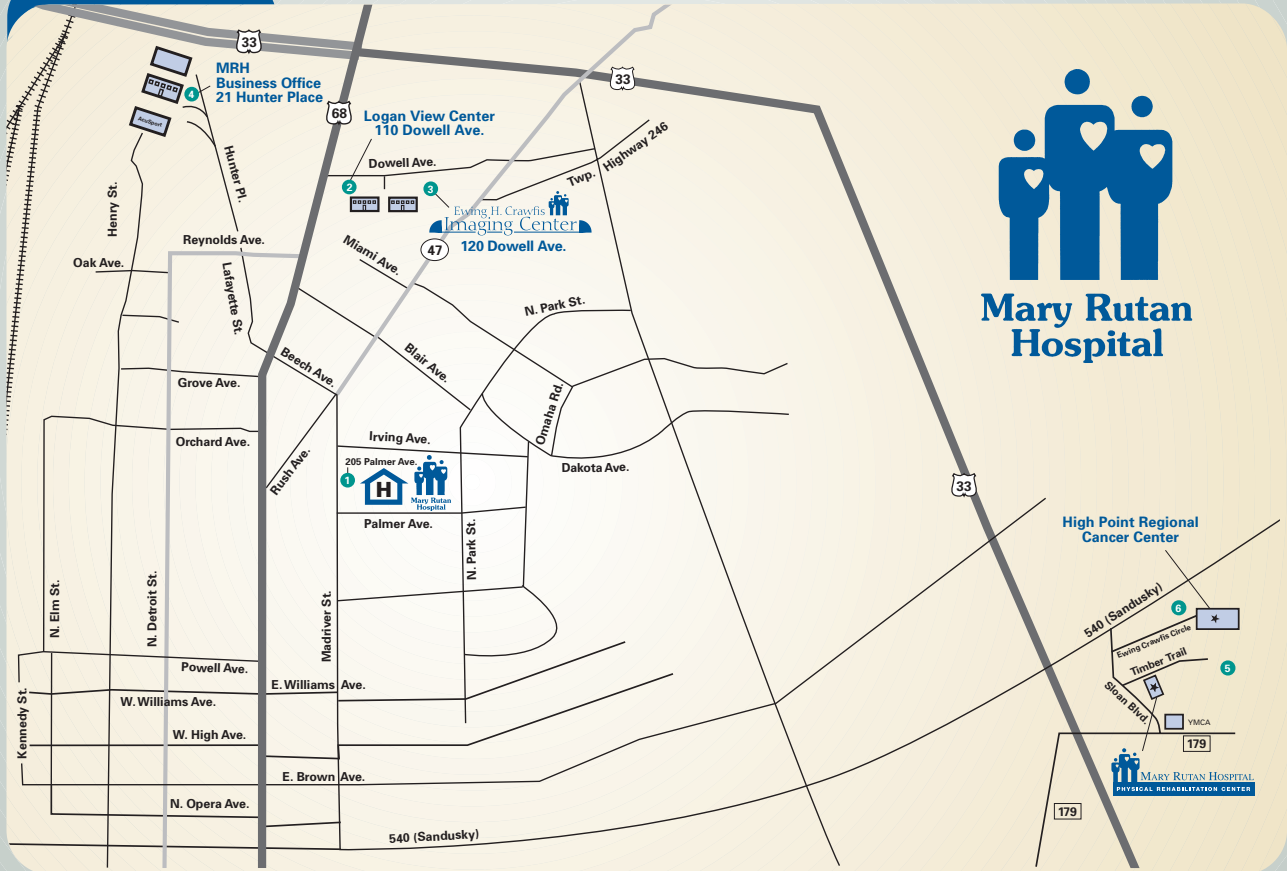 33
MRH
Business Office
21 Hunter Place
4
AcuSport
68
33
Logan View Center
110 Dowell Ave.
Dowell Ave.
Twp. Highway 246
2
3
Ewing H. Crawfis
Imaging Center
120 Dowell Ave.
47
Hunter Pl.
Henry St.
Reynolds Ave.
Oak Ave.
Lafayette St.
Miami Ave.
N. Park St.
Mary Rutan
Hospital
Beech Ave.
Blair Ave.
Grove Ave.
Omaha Rd.
Orchard Ave.
Irving Ave.
Rush Ave.
205 Palmer Ave.
1
H
Mary Rutan
Hospital
Dakota Ave.
Palmer Ave.
N. Park St.
33
High Point Regional
Cancer Center
N. Elm St.
N. Detroit St.
Madriver St.
540 (Sandusky)
6
Ewing Crawfis Circle
Timber Trail
5
Sloan Blvd.
YMCA
179
Powell Ave.
E. Williams Ave.
W. Williams Ave.
Kennedy St.
W. High Ave.
E. Brown Ave.
N. Opera Ave.
540 (Sandusky)
MARY RUTAN HOSPITAL
PHYSICAL REHABILITATION CENTER
179